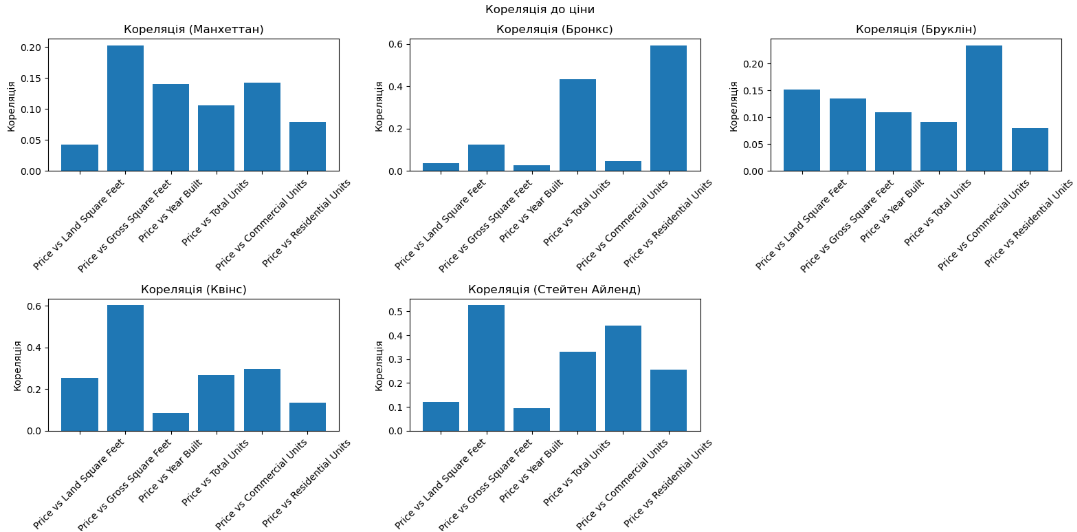 Кореляція до ціни
Кореляція (Манхеттан)
Кореляція
0.20
0.15
0.10
0.05
0.00
Price vs Land Square Feet
Price vs Gross Square Feet
Price vs Year Built
Price vs Total Units
Price vs Commercial Units
Price vs Residential Units
Кореляція (Бронкс)
Кореляція
0.6
0.4
0.2
0.0
Price vs Land Square Feet
Price vs Gross Square Feet
Price vs Year Built
Price vs Total Units
Price vs Commercial Units
Price vs Residential Units
Кореляція (Бруклін)
Кореляція
0.20
0.15
0.10
0.05
0.00
Price vs Land Square Feet
Price vs Gross Square Feet
Price vs Year Built
Price vs Total Units
Price vs Commercial Units
Price vs Residential Units
Кореляція (Квінс)
Кореляція
0.6
0.4
0.2
0.0
Price vs Land Square Feet
Price vs Gross Square Feet
Price vs Year Built
Price vs Total Units
Price vs Commercial Units
Price vs Residential Units
Кореляція (Стейтен Айленд)
Кореляція
0.5
0.4
0.3
0.2
0.1
0.0
Price vs Land Square Feet
Price vs Gross Square Feet
Price vs Year Built
Price vs Total Units
Price vs Commercial Units
Price vs Residential Units